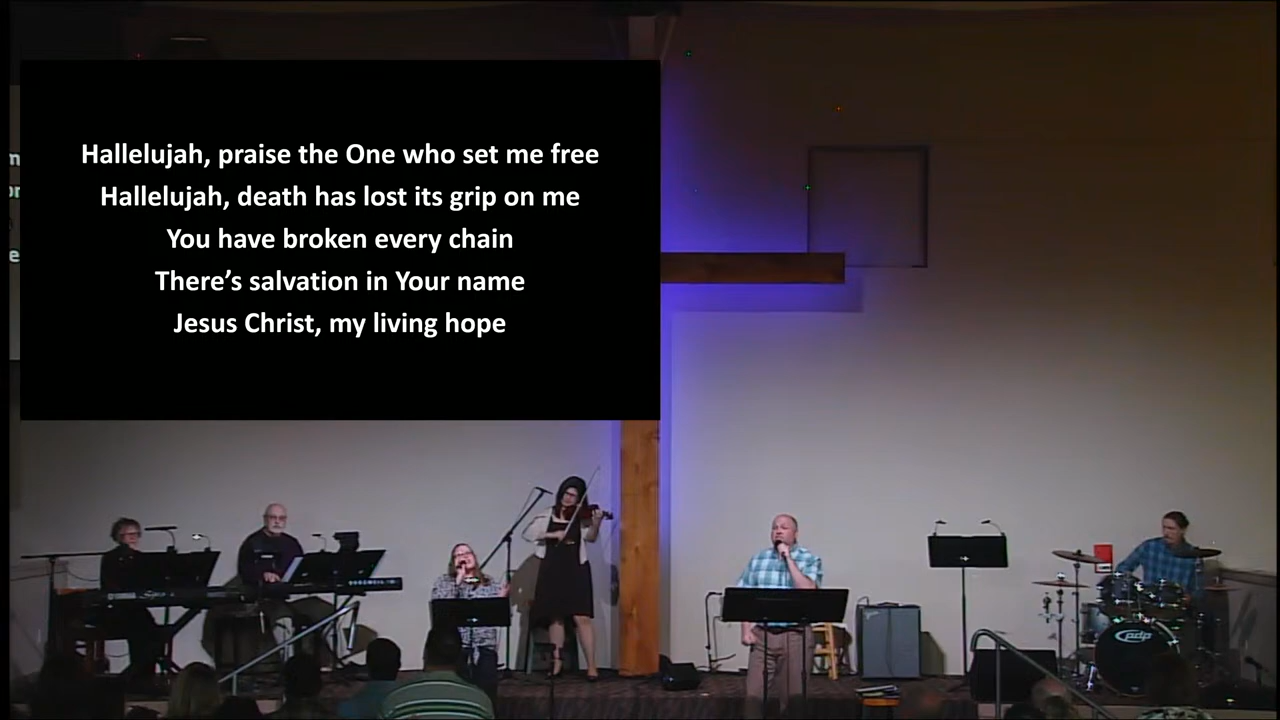 Hallelujah, praise the One who set me free
Hallelujah, death has lost its grip on me
You have broken every chain
There's salvation in Your name
Jesus Christ, my living hope
pdp